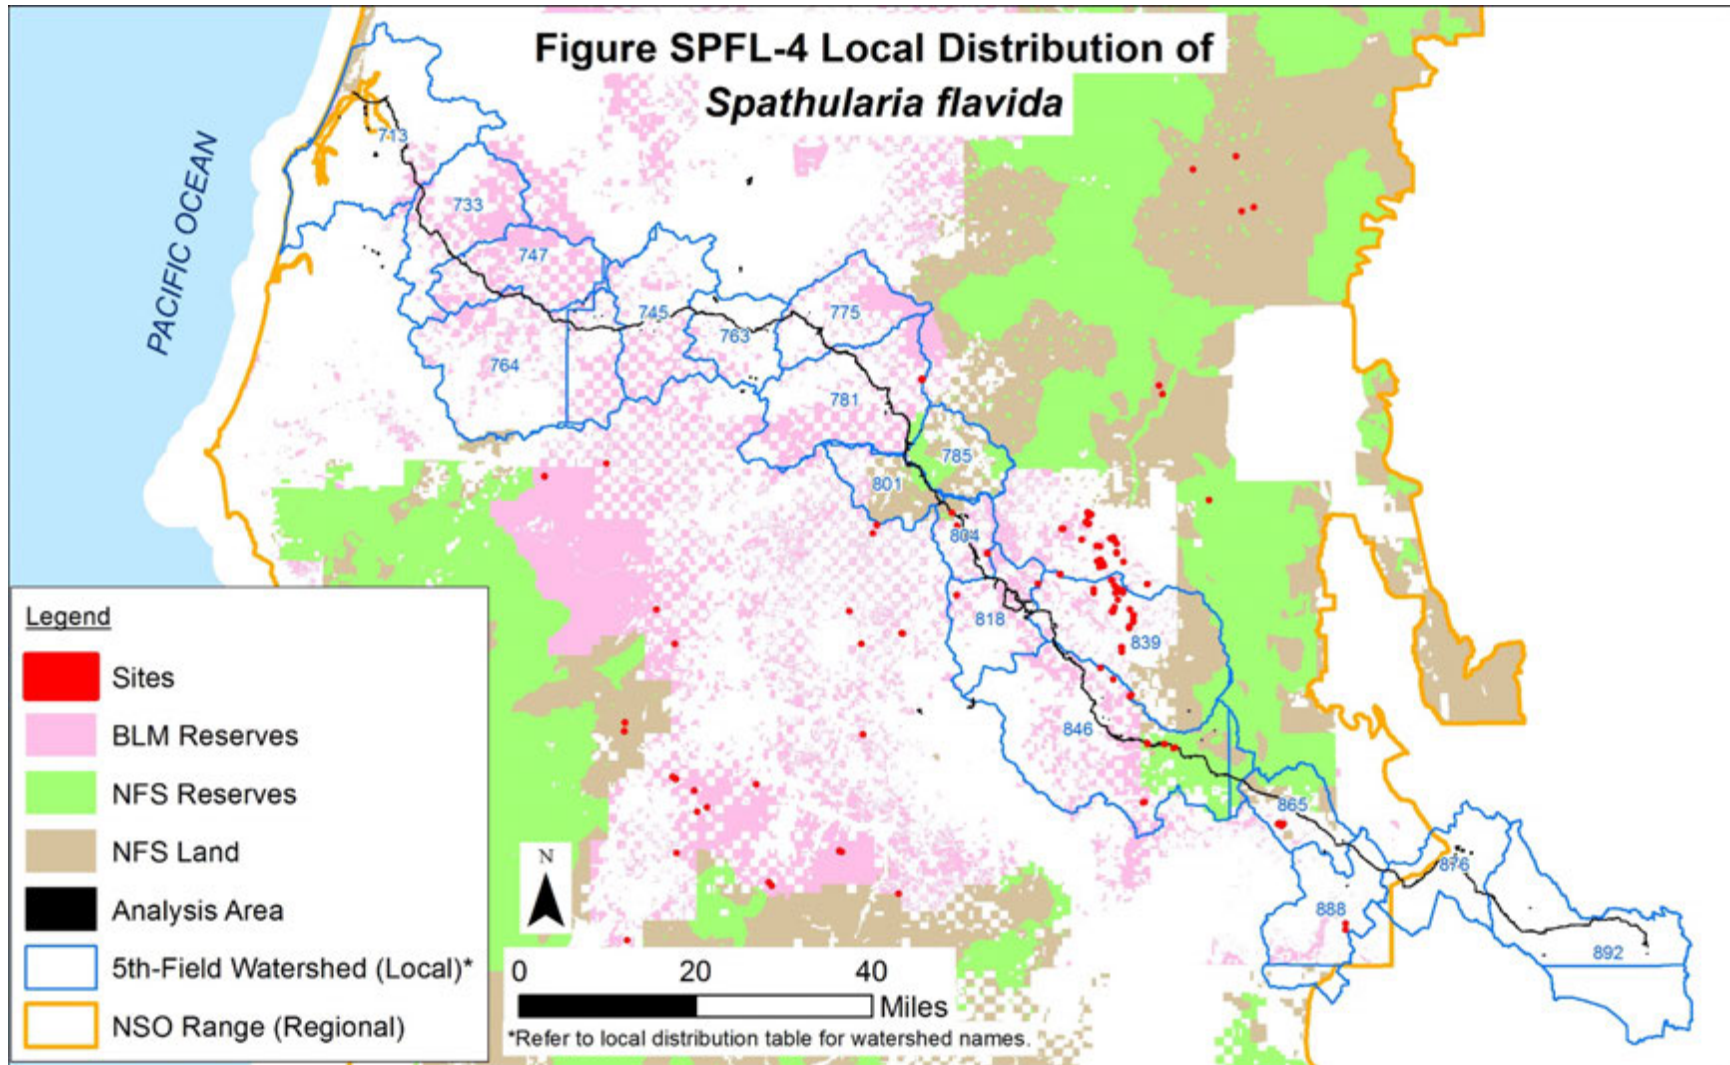 Figure SPFL-4 Local Distribution of
Spathularia flavida
PACIFIC OCEAN
713
733
747
745
775
763
764
781
785
801
804
818
839
846
865
876
888
892
Legend
Sites
BLM Reserves
NFS Reserves
NFS Land
Analysis Area
5th-Field Watershed (Local)*
NSO Range (Regional)
N
0 20 40
Miles
*Refer to local distribution table for watershed names.